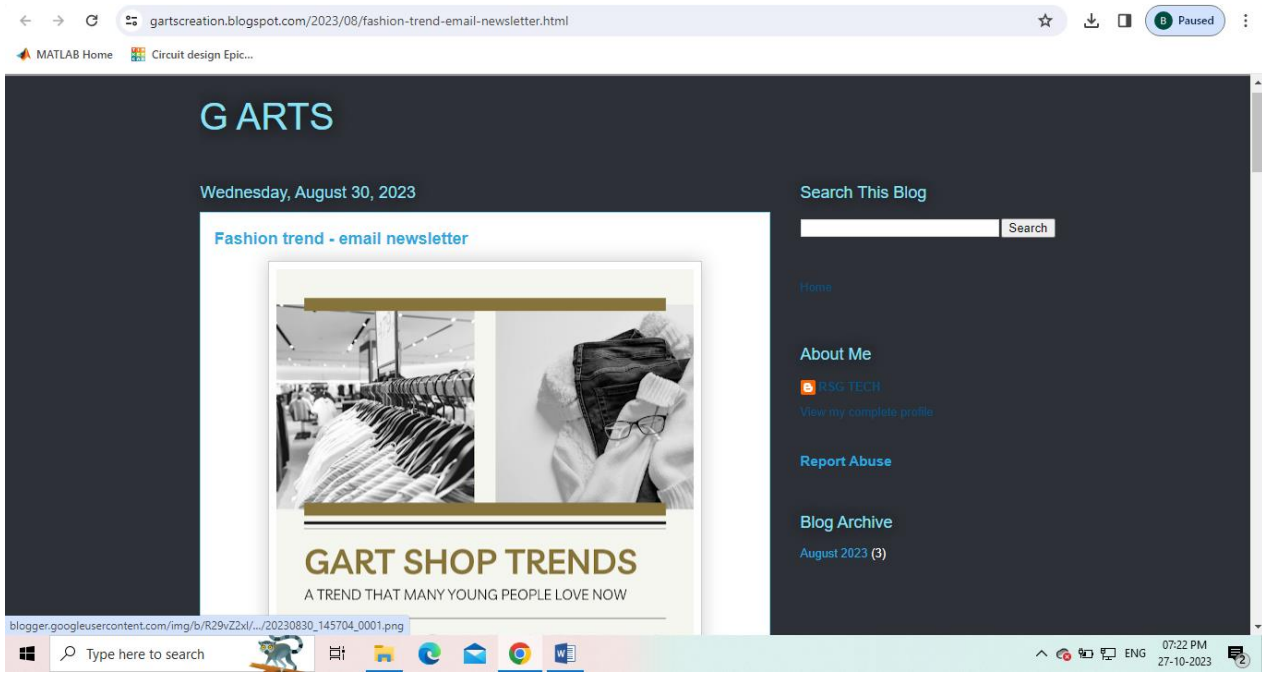 gartscreation.blogspot.com/2023/08/fashion-trend-email-newsletter.html
B Paused
MATLAB Home Circuit design Epic...
G ARTS
Wednesday, August 30, 2023
Fashion trend - email newsletter
GART SHOP TRENDS
A TREND THAT MANY YOUNG PEOPLE LOVE NOW
Search This Blog
Search
Home
About Me
RSG TECH
View my complete profile
Report Abuse
Blog Archive
August 2023 (3)
blogger.googleusercontent.com/img/b/R29vZ2xl/.../20230830_145704_0001.png
Type here to search
ENG
07:22 PM
27-10-2023
2